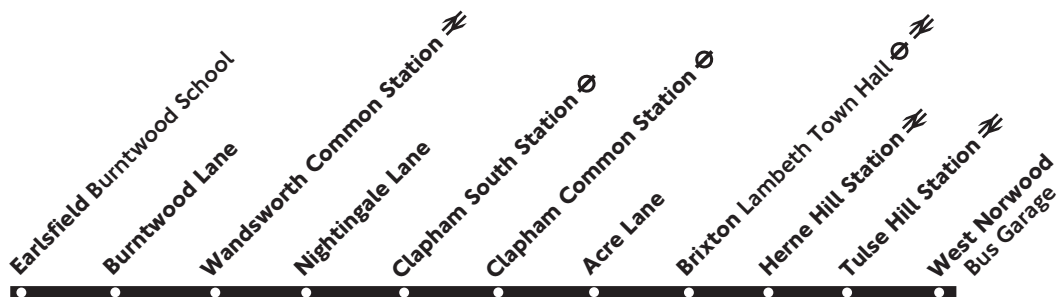 Earlsfield Burntwood School
Burntwood Lane
Wandsworth Common Station
Nightingale Lane
Clapham South Station
Clapham Common Station
Acre Lane
Brixton Lambeth Town Hall
Herne Hill Station
Tulse Hill Station
West Norwood
Bus Garage